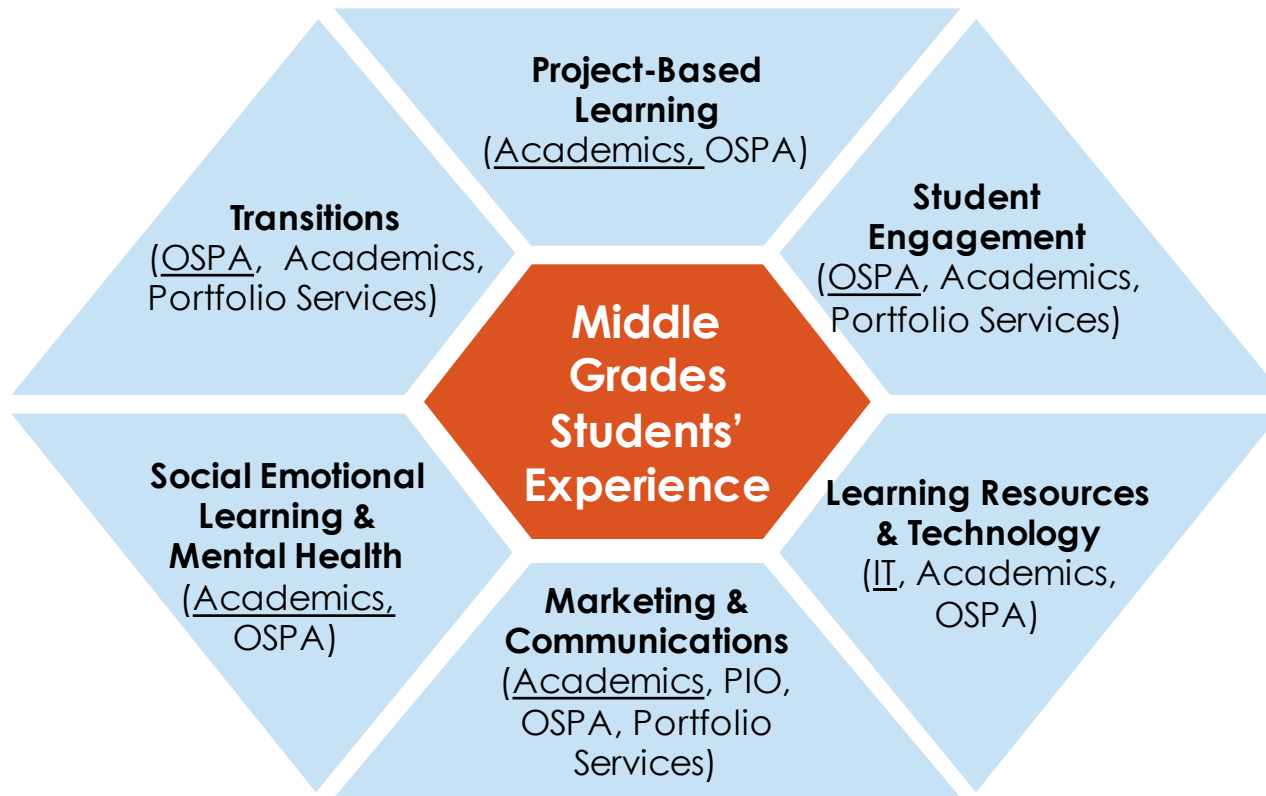 Project-Based
Learning
(Academics, OSPA)
Student
Engagement
(OSPA, Academics,
Portfolio Services)
Learning Resources
& Technology
(IT, Academics,
OSPA)
Marketing &
Communications
(Academics, PIO,
OSPA, Portfolio
Services)
Social Emotional
Learning &
Mental Health
(Academics,
OSPA)
Transitions
(OSPA,  Academics,
Portfolio Services)
Middle
Grades
Students’
Experience